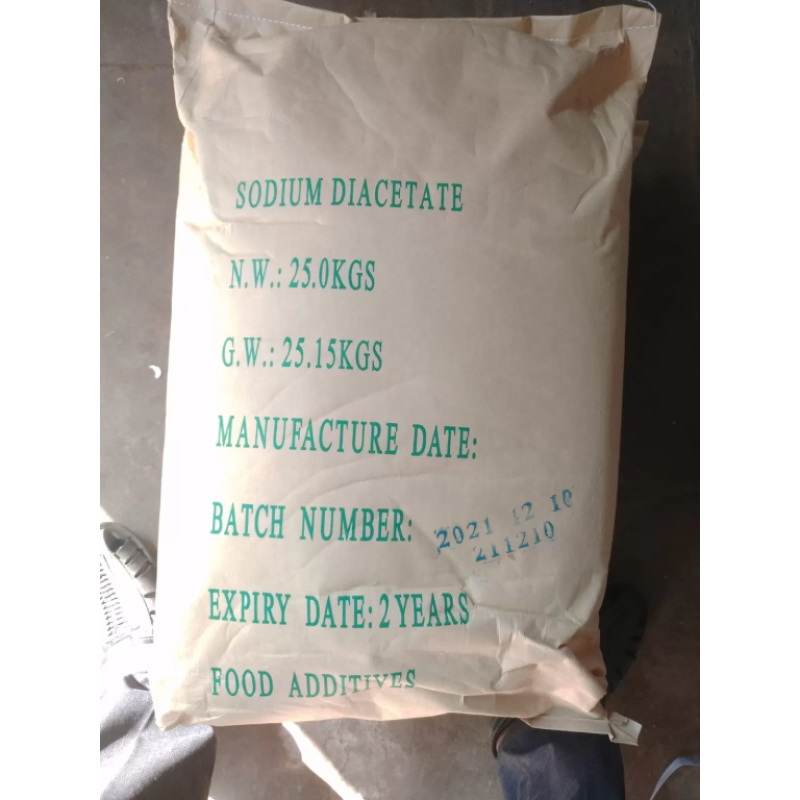 SODIUM DIACETATE
N.W.: 25.0KGS
G.W.: 25.15KGS
MANUFACTURE DATE:
BATCH NUMBER:
2021 12 10
211210
EXPIRY DATE: 2 YEARS
FOOD ADDITIVES